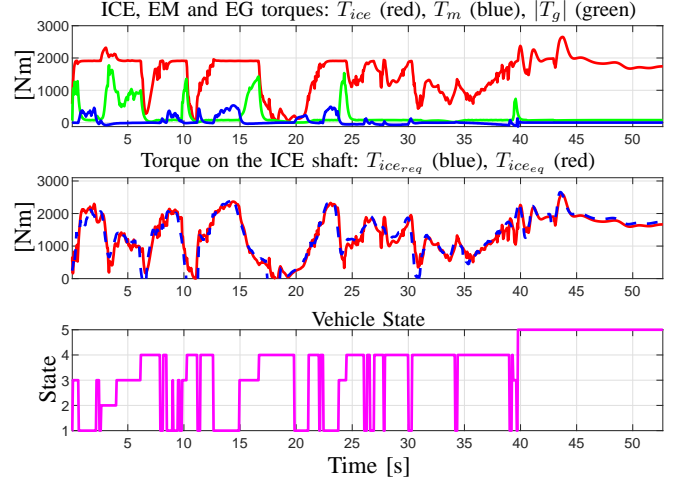 ICE, EM and EG torques: T_ice (red), T_m (blue), |T_g| (green)
3000
2000
1000
0
[Nm]
5 10 15 20 25 30 35 40 45 50
Torque on the ICE shaft: T_ice_req (blue), T_ice_eq (red)
3000
2000
1000
0
[Nm]
5 10 15 20 25 30 35 40 45 50
Vehicle State
5
4
3
2
1
State
5 10 15 20 25 30 35 40 45 50
Time [s]